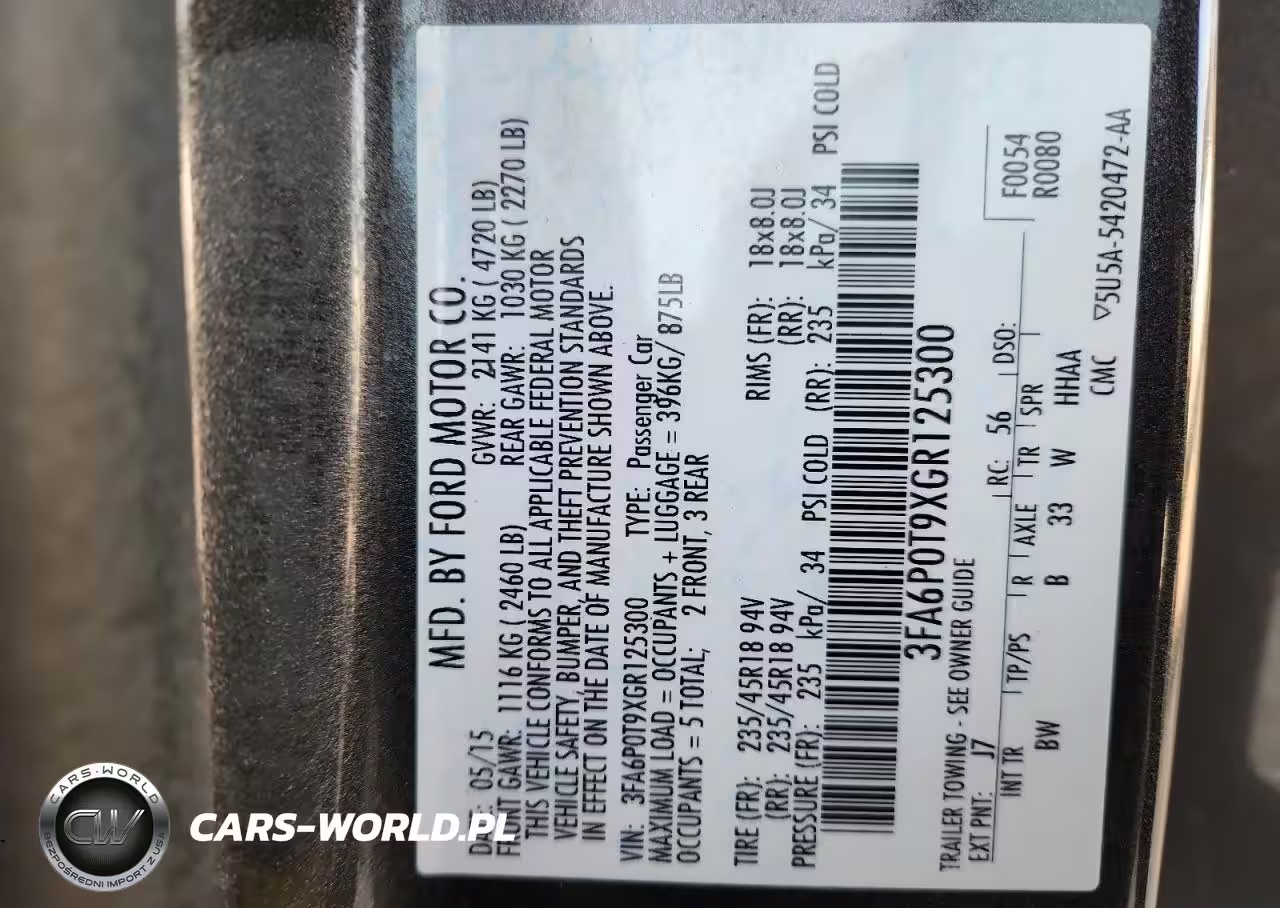 MFD. BY FORD MOTOR CO.
DATE: 05/15 GVWR: 2141 KG ( 4720 LB)
FRNT GAWR: 1116 KG ( 2460 LB) REAR GAWR: 1030 KG ( 2270 LB)
THIS VEHICLE CONFORMS TO ALL APPLICABLE FEDERAL MOTOR
VEHICLE SAFETY, BUMPER, AND THEFT PREVENTION STANDARDS
IN EFFECT ON THE DATE OF MANUFACTURE SHOWN ABOVE.
VIN: 3FA6P0T9XGR125300 TYPE: Passenger Car
MAXIMUM LOAD = OCCUPANTS + LUGGAGE = 396KG/ 875LB
OCCUPANTS = 5 TOTAL; 2 FRONT, 3 REAR
TIRE (FR): 235/45R18 94V RIMS (FR): 18x8.0J
(RR): 235/45R18 94V (RR): 18x8.0J
PRESSURE (FR): 235 kPa/ 34 PSI COLD (RR): 235 kPa/ 34 PSI COLD
3FA6P0T9XGR125300
TRAILER TOWING - SEE OWNER GUIDE
F0054
R0080
EXT PNT: J7 RC: 56 DSO:
INT TR TP/PS R AXLE TR SPR
BW B 33 W HHAA
CMC ▽5U5A-5420472-AA
CARS-WORLD
CW
BEZPOŚREDNI IMPORT Z USA
CARS-WORLD.PL